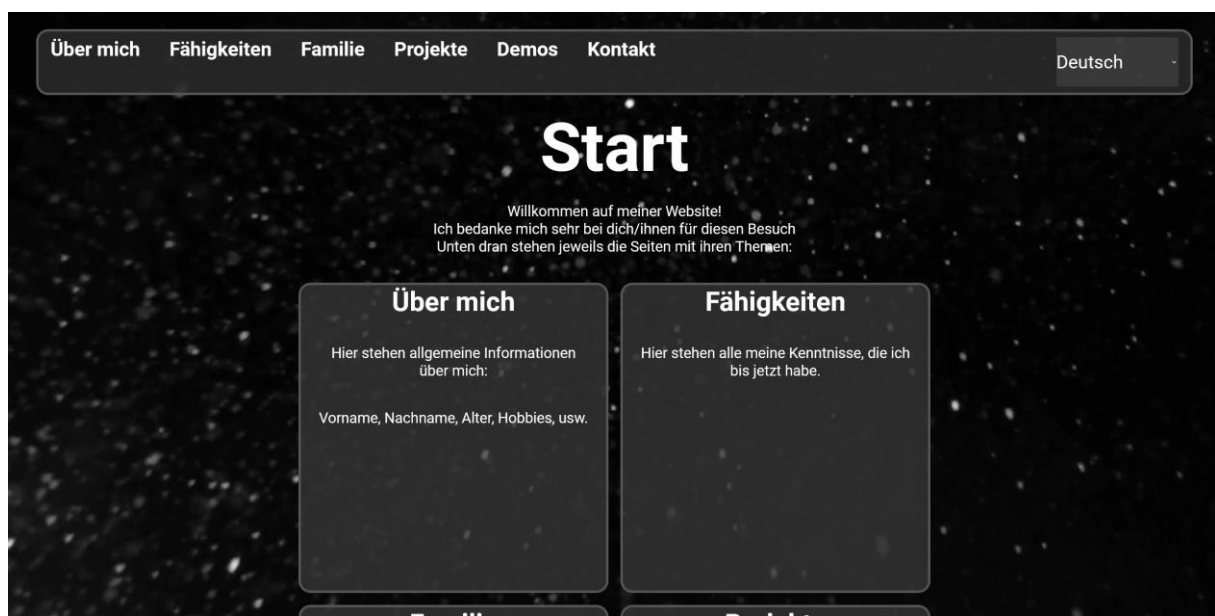 Über mich Fähigkeiten Familie Projekte Demos Kontakt
Deutsch
Start
Willkommen auf meiner Website!
Ich bedanke mich sehr bei dich/ihnen für diesen Besuch
Unten dran stehen jeweils die Seiten mit ihren Themen:
Über mich
Hier stehen allgemeine Informationen
über mich:
Vorname, Nachname, Alter, Hobbies, usw.
Fähigkeiten
Hier stehen alle meine Kenntnisse, die ich
bis jetzt habe.